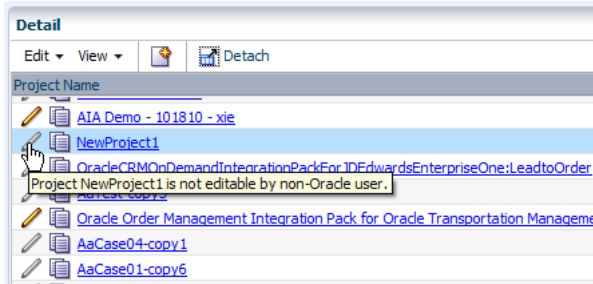 Detail
Edit View Detach
Project Name
AIA Demo - 101810 - xie
NewProject1
OracleCRMOnDemandIntegrationPackForJDEdwardsEnterpriseOne:LeadtoOrder
Project NewProject1 is not editable by non-Oracle user.
Oracle Order Management Integration Pack for Oracle Transportation Manageme
AaCase04-copy1
AaCase01-copy6